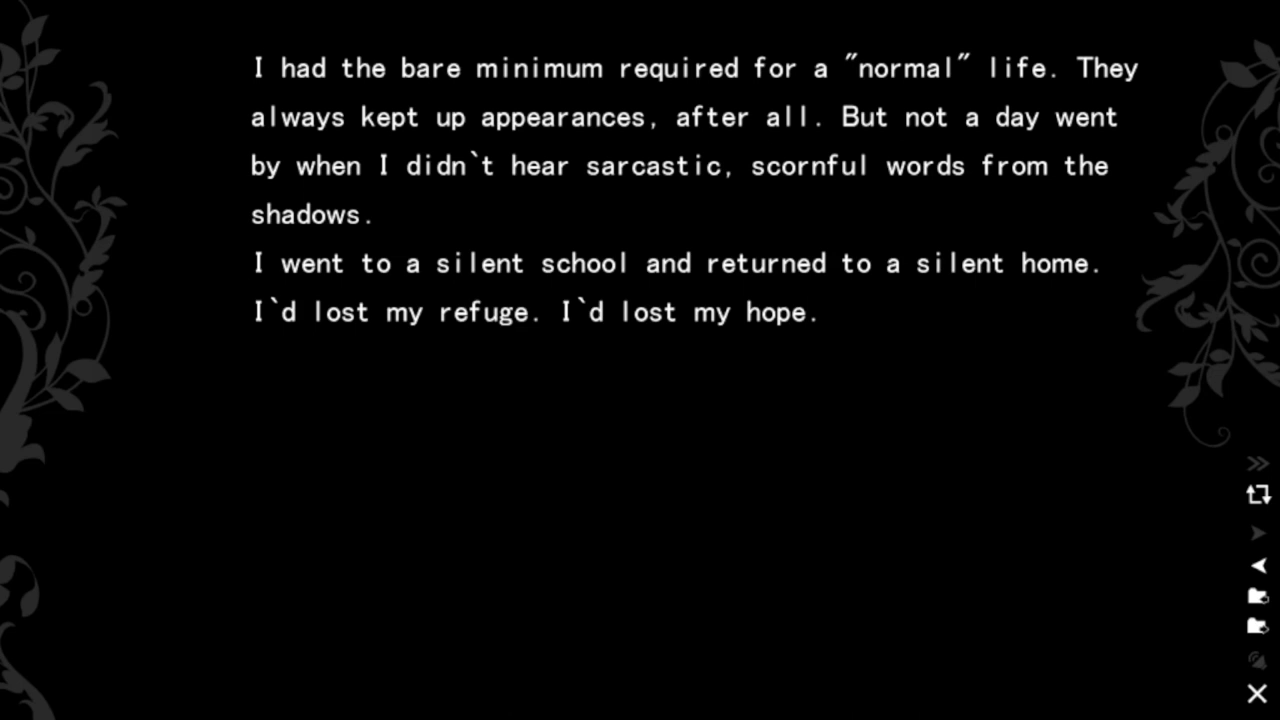 I had the bare minimum required for a "normal" life. They
always kept up appearances, after all. But not a day went
by when I didn`t hear sarcastic, scornful words from the
shadows.
I went to a silent school and returned to a silent home.
I`d lost my refuge. I`d lost my hope.